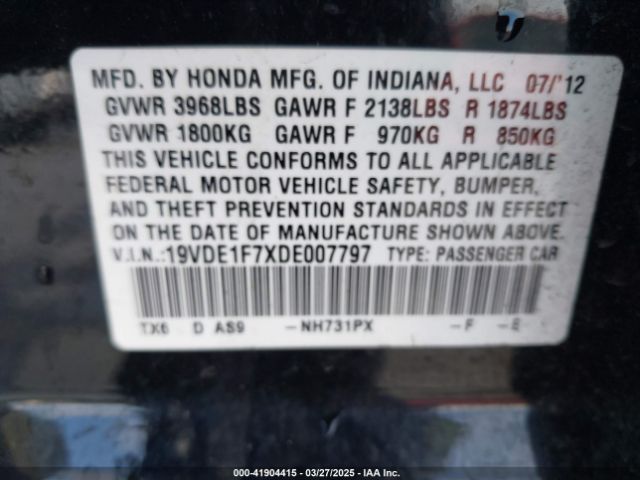 MFD. BY HONDA MFG. OF INDIANA, LLC 07/'12
GVWR 3968LBS GAWR F 2138LBS R 1874LBS
GVWR 1800KG GAWR F 970KG R 850KG
THIS VEHICLE CONFORMS TO ALL APPLICABLE
FEDERAL MOTOR VEHICLE SAFETY, BUMPER,
AND THEFT PREVENTION STANDARDS IN EFFECT
ON THE DATE OF MANUFACTURE SHOWN ABOVE.
V.I.N.:19VDE1F7XDE007797 TYPE: PASSENGER CAR
TX6 D AS9 -NH731PX -F -E
000-41904415 - 03/27/2025 - IAA Inc.